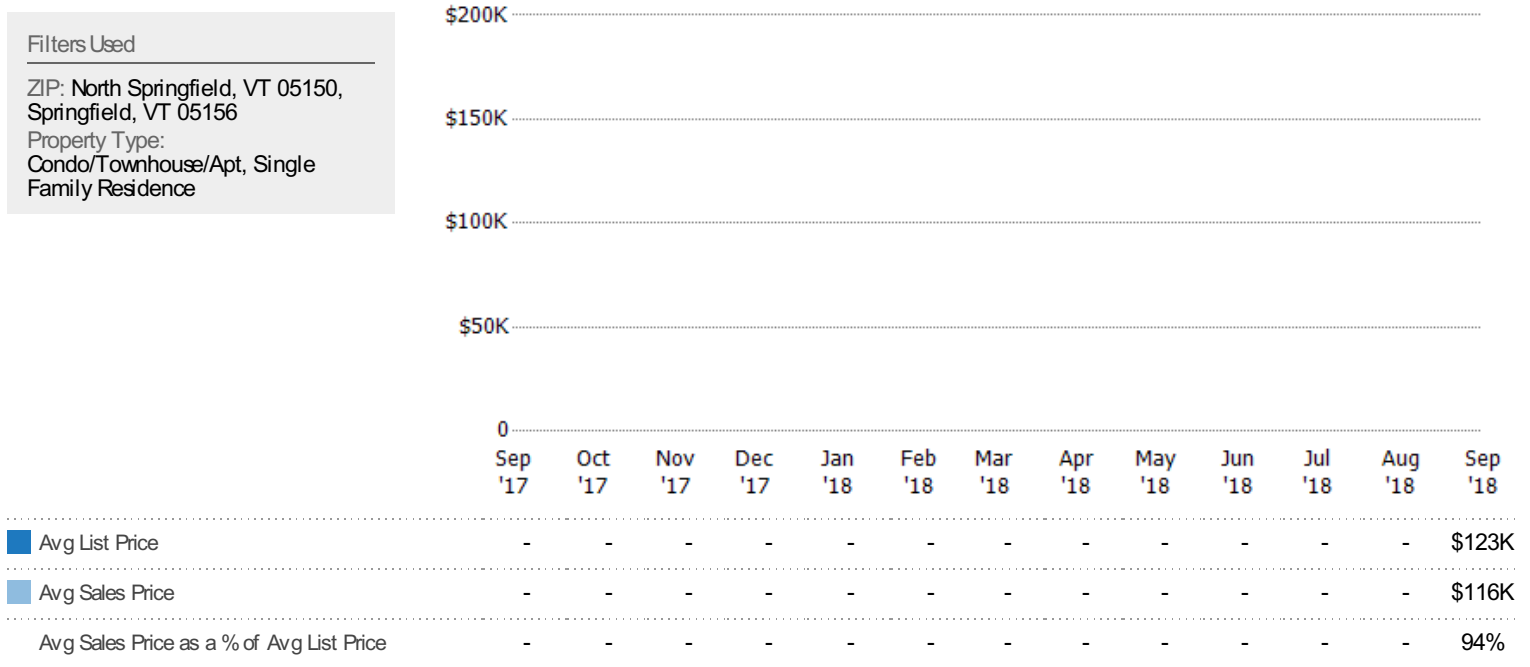 Filters Used
ZIP: North Springfield, VT 05150,
Springfield, VT 05156
Property Type:
Condo/Townhouse/Apt, Single
Family Residence
$200K
$150K
$100K
$50K
0
Sep Oct Nov Dec Jan Feb Mar Apr May Jun Jul Aug Sep
'17 '17 '17 '17 '18 '18 '18 '18 '18 '18 '18 '18 '18
Avg List Price - - - - - - - - - - - - $123K
Avg Sales Price - - - - - - - - - - - - $116K
Avg Sales Price as a % of Avg List Price - - - - - - - - - - - - 94%